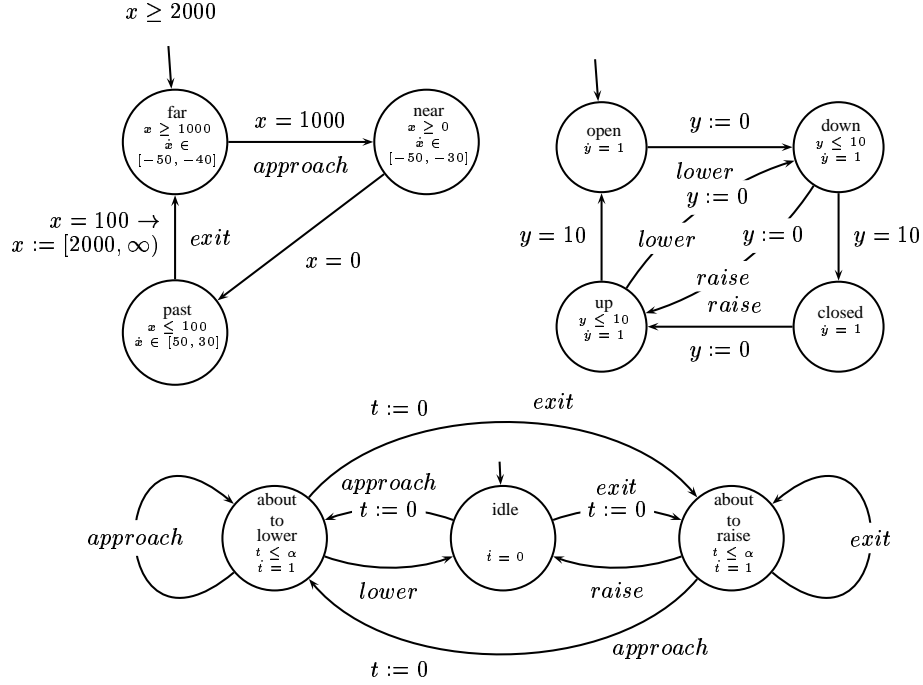 x ≥ 2000
far
x ≥ 1000
ẋ ∈
[−50, −40]
x = 1000
approach
near
x ≥ 0
ẋ ∈
[−50, −30]
x = 100 →
x := [2000, ∞)
exit
x = 0
past
x ≤ 100
ẋ ∈ [50, 30]
open
ẏ = 1
y := 0
lower
down
y ≤ 10
ẏ = 1
y := 0
lower
y := 0
raise
y = 10
y = 10
up
y ≤ 10
ẏ = 1
raise
y := 0
closed
ẏ = 1
t := 0
exit
approach
about
to
lower
t ≤ α
ṫ = 1
approach
t := 0
idle
ṫ = 0
exit
t := 0
about
to
raise
t ≤ α
ṫ = 1
exit
lower
raise
approach
t := 0